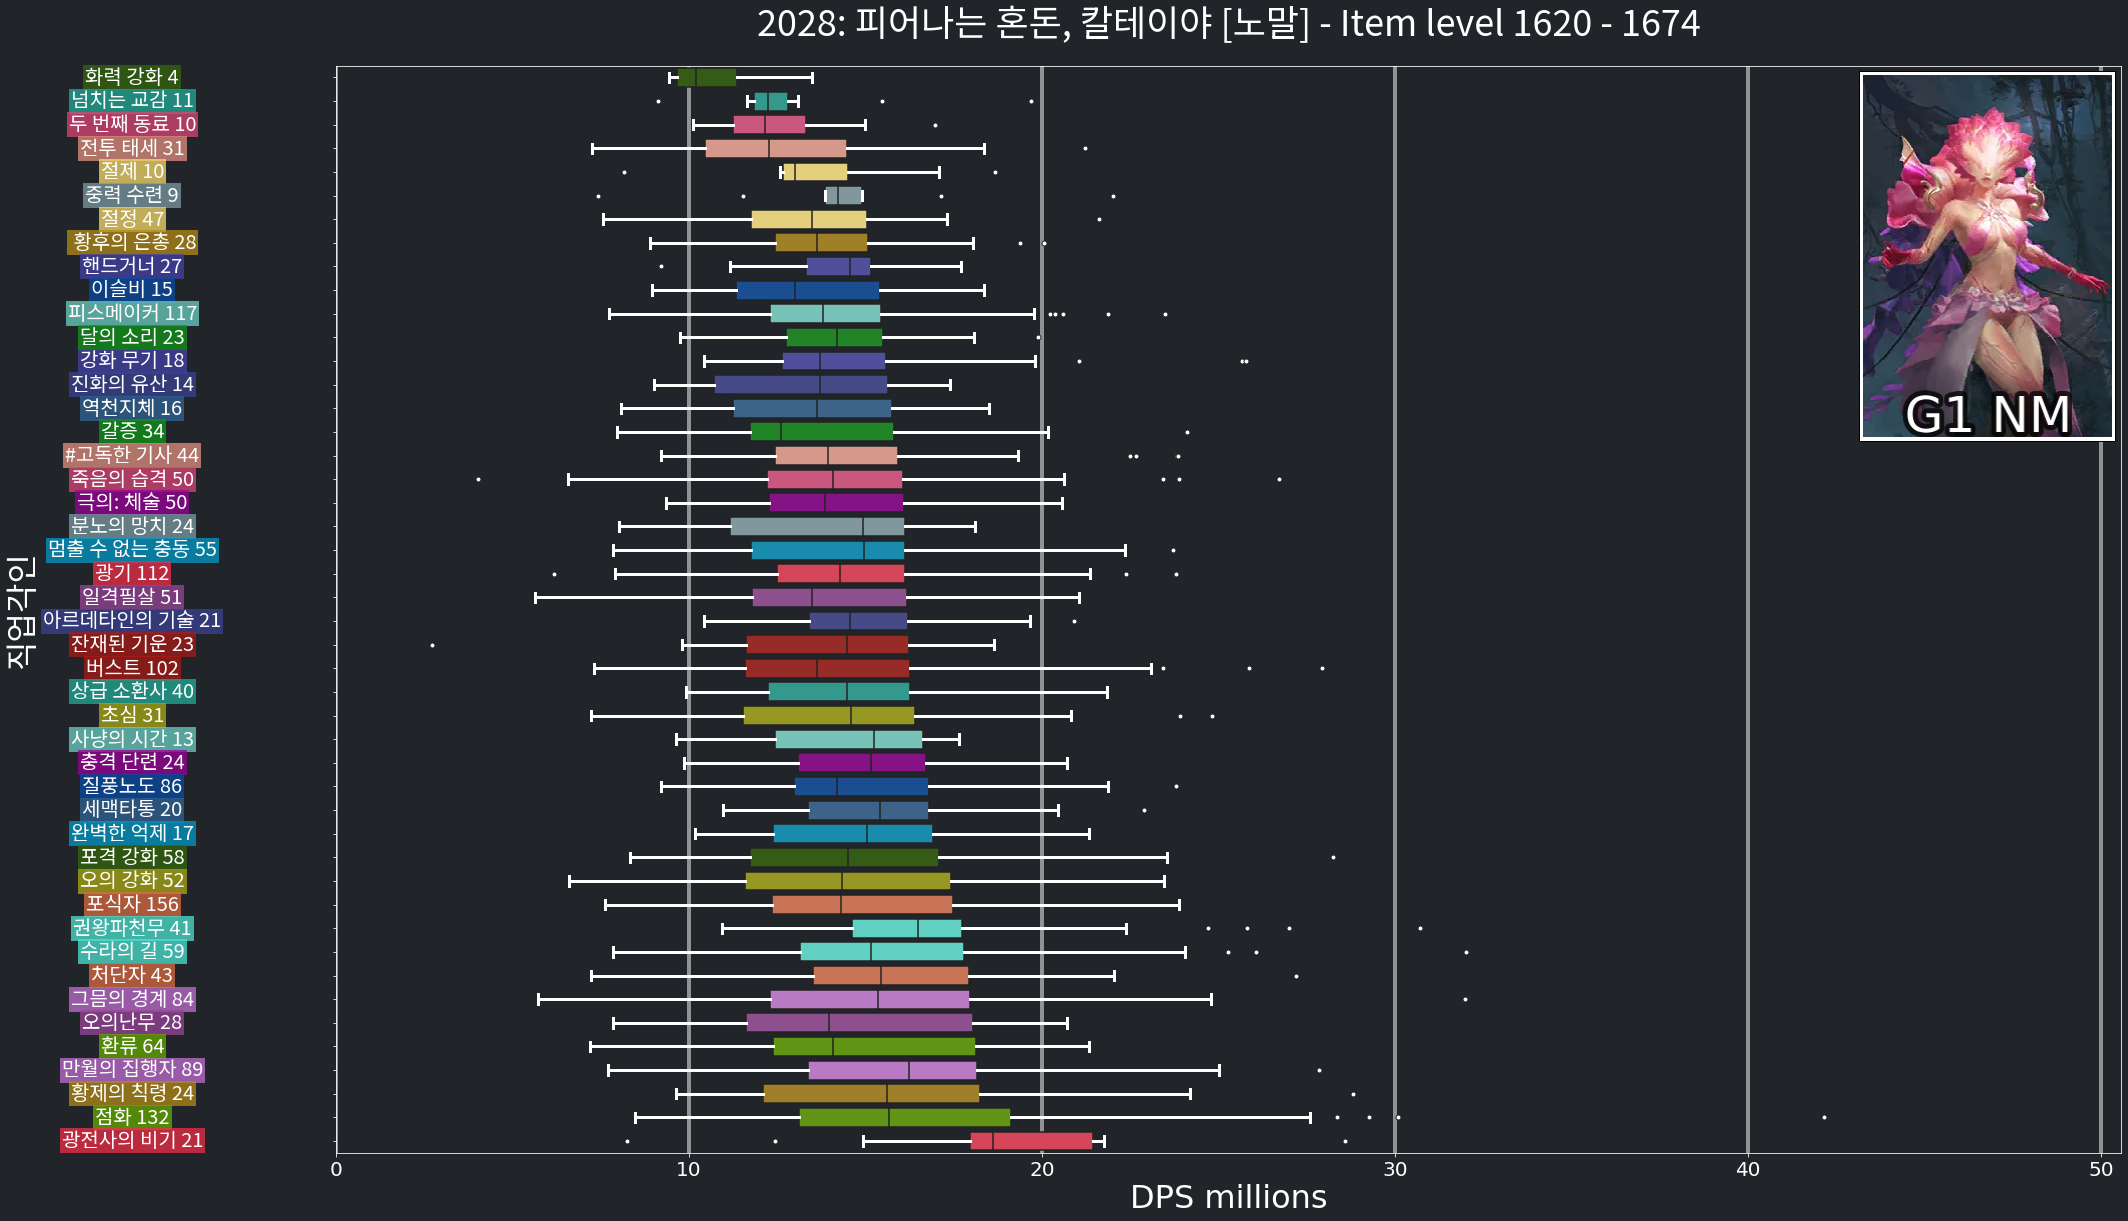 2028: 피어나는 혼돈, 칼테이야 [노말] - Item level 1620 - 1674
화력 강화 4
넘치는 교감 11
두 번째 동료 10
전투 태세 31
절제 10
중력 수련 9
절정 47
황후의 은총 28
핸드거너 27
이슬비 15
피스메이커 117
달의 소리 23
강화 무기 18
진화의 유산 14
역천지체 16
갈증 34
#고독한 기사 44
죽음의 습격 50
극의: 체술 50
분노의 망치 24
멈출 수 없는 충동 55
광기 112
일격필살 51
아르데타인의 기술 21
잔재된 기운 23
버스트 102
상급 소환사 40
초심 31
사냥의 시간 13
충격 단련 24
질풍노도 86
세맥타통 20
완벽한 억제 17
포격 강화 58
오의 강화 52
포식자 156
권왕파천무 41
수라의 길 59
처단자 43
그믐의 경계 84
오의난무 28
환류 64
만월의 집행자 89
황제의 칙령 24
점화 132
광전사의 비기 21
직업각인
G1 NM
0 10 20 30 40 50
DPS millions